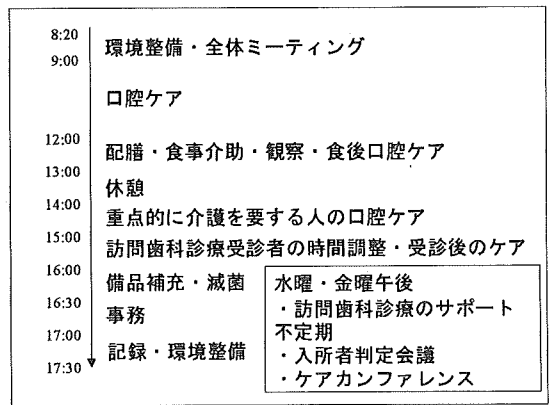 8:20
環境整備・全体ミーティング
9:00
口腔ケア
12:00
配膳・食事介助・観察・食後口腔ケア
13:00
休憩
14:00
重点的に介護を要する人の口腔ケア
15:00
訪問歯科診療受診者の時間調整・受診後のケア
16:00
備品補充・滅菌
16:30
事務
17:00
記録・環境整備
17:30
水曜・金曜午後
・訪問歯科診療のサポート
不定期
・入所者判定会議
・ケアカンファレンス